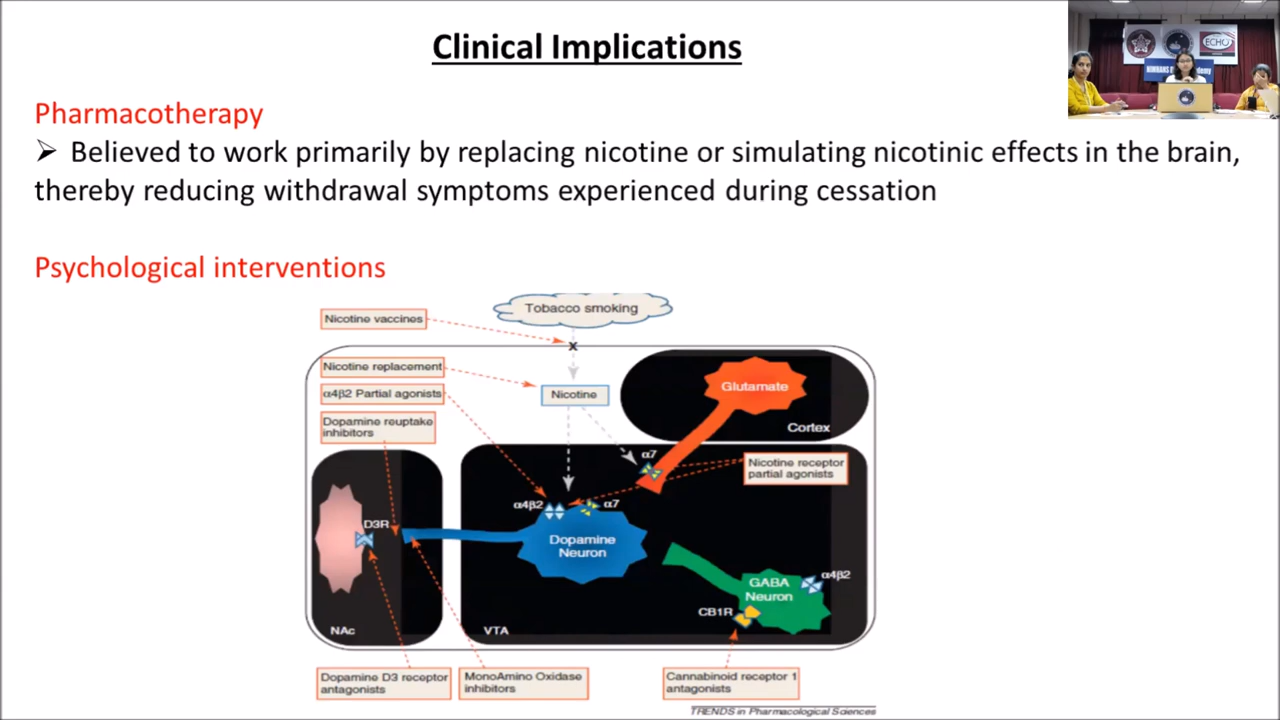 Clinical Implications
ECHO
NIMHANS
Pharmacotherapy
➢ Believed to work primarily by replacing nicotine or simulating nicotinic effects in the brain,
thereby reducing withdrawal symptoms experienced during cessation
Psychological interventions
Tobacco smoking
Nicotine vaccines
x
Nicotine replacement
α4β2 Partial agonists
Dopamine reuptake
inhibitors
Nicotine
Glutamate
Cortex
α7
Nicotine receptor
partial agonists
α4β2
α7
D3R
Dopamine
Neuron
GABA
Neuron
α4β2
CB1R
NAc
VTA
Dopamine D3 receptor
antagonists
MonoAmino Oxidase
inhibitors
Cannabinoid receptor 1
antagonists
TRENDS in Pharmacological Sciences